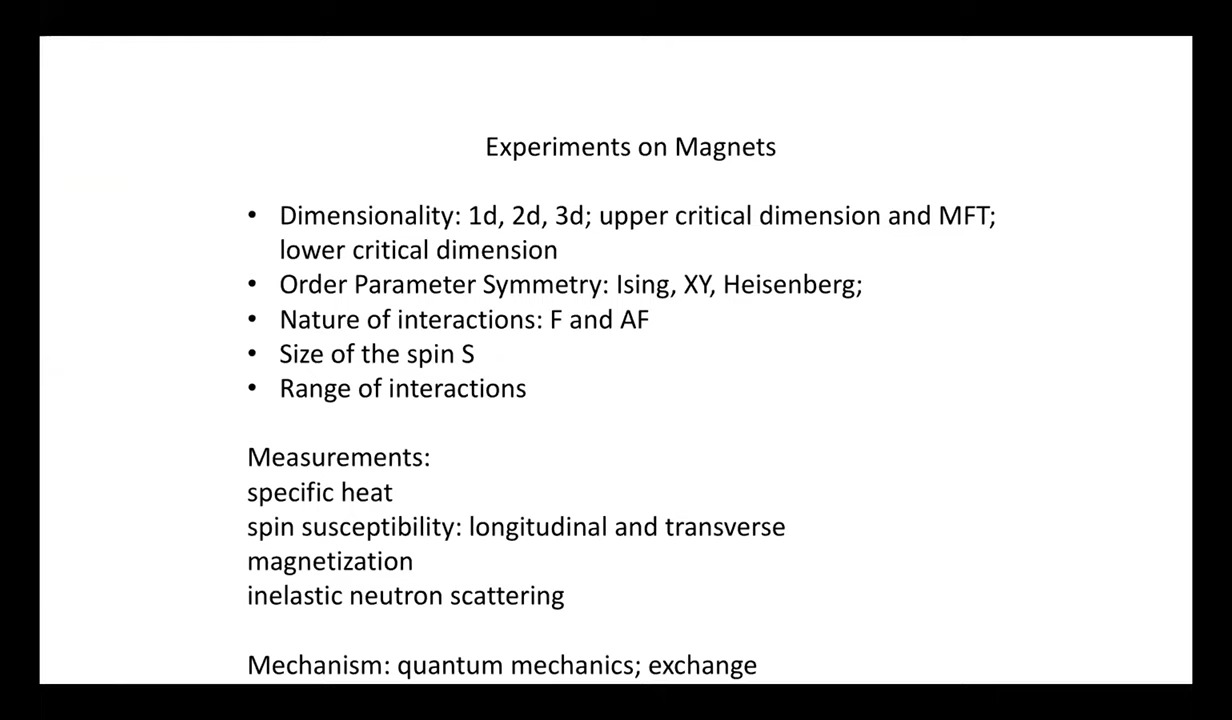 Experiments on Magnets
• Dimensionality: 1d, 2d, 3d; upper critical dimension and MFT;
lower critical dimension
• Order Parameter Symmetry: Ising, XY, Heisenberg;
• Nature of interactions: F and AF
• Size of the spin S
• Range of interactions
Measurements:
specific heat
spin susceptibility: longitudinal and transverse
magnetization
inelastic neutron scattering
Mechanism: quantum mechanics; exchange